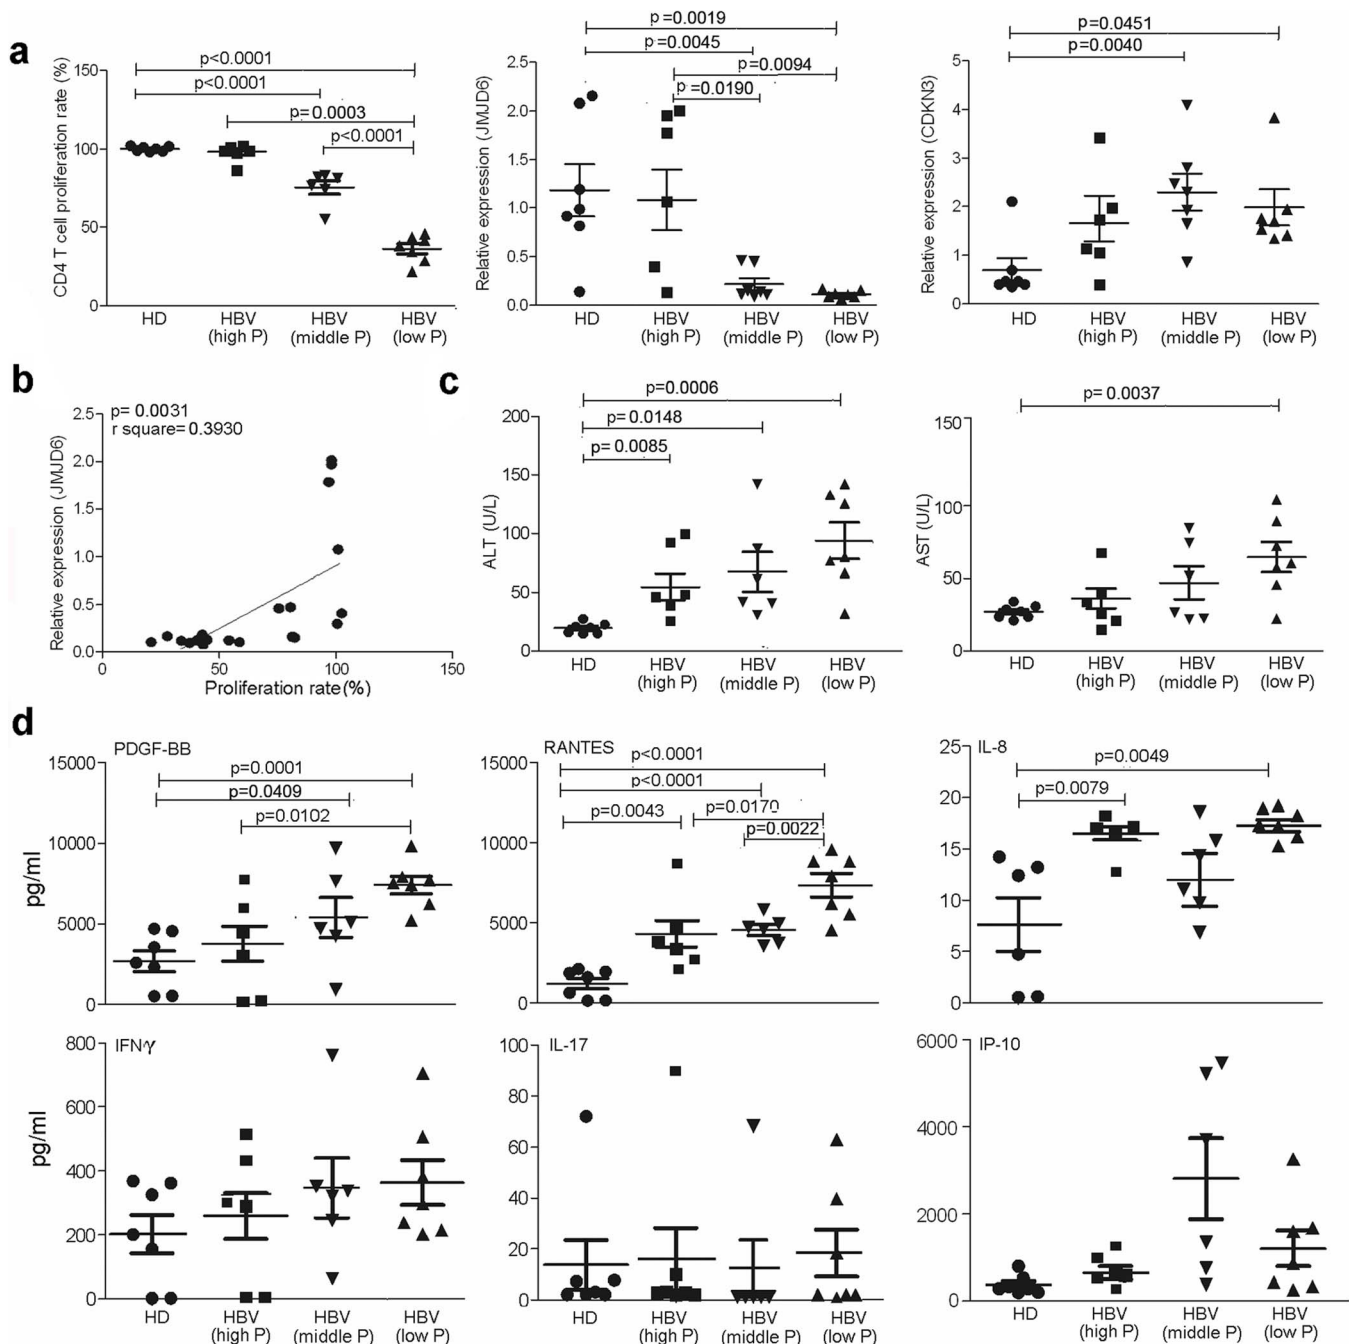 a
p<0.0001
p<0.0001
p=0.0003
p<0.0001
CD4 T cell proliferation rate (%)
150
100
50
0
HD
HBV
(high P)
HBV
(middle P)
HBV
(low P)
p=0.0019
p=0.0045
p=0.0094
p=0.0190
Relative expression (JMJD6)
2.5
2.0
1.5
1.0
0.5
0.0
HD
HBV
(high P)
HBV
(middle P)
HBV
(low P)
p=0.0451
p=0.0040
Relative expression (CDKN3)
5
4
3
2
1
0
HD
HBV
(high P)
HBV
(middle P)
HBV
(low P)
b
p= 0.0031
r square= 0.3930
Relative expression (JMJD6)
2.5
2.0
1.5
1.0
0.5
0.0
0
50
100
150
Proliferation rate (%)
c
p=0.0006
p= 0.0148
p= 0.0085
ALT (U/L)
200
150
100
50
0
HD
HBV
(high P)
HBV
(middle P)
HBV
(low P)
p=0.0037
AST (U/L)
150
100
50
0
HD
HBV
(high P)
HBV
(middle P)
HBV
(low P)
d
PDGF-BB
p=0.0001
p=0.0409
p=0.0102
pg/ml
15000
10000
5000
0
RANTES
p<0.0001
p<0.0001
p=0.0043
p=0.0170
p=0.0022
15000
10000
5000
0
IL-8
p=0.0049
p=0.0079
25
20
15
10
5
0
IFNγ
pg/ml
800
600
400
200
0
HD
HBV
(high P)
HBV
(middle P)
HBV
(low P)
IL-17
100
80
60
40
20
0
HD
HBV
(high P)
HBV
(middle P)
HBV
(low P)
IP-10
6000
4000
2000
0
HD
HBV
(high P)
HBV
(middle P)
HBV
(low P)